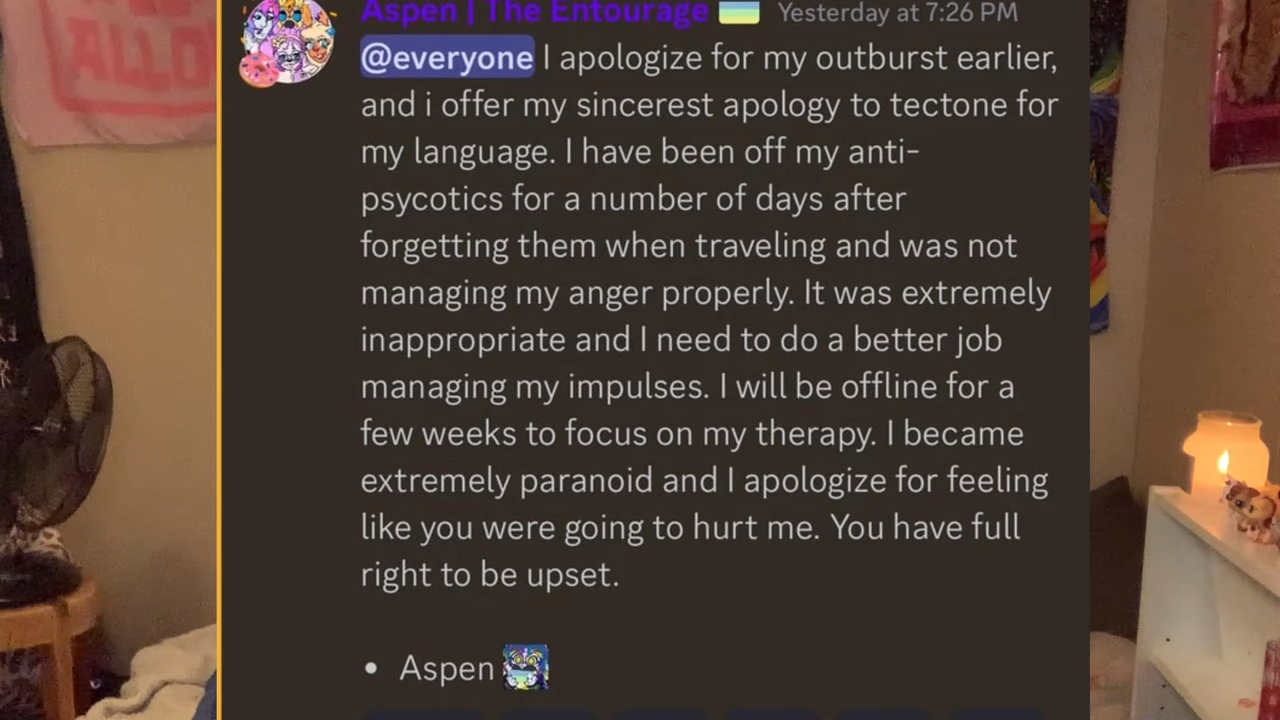 ALLO
Aspen | The Entourage Yesterday at 7:26 PM
@everyone I apologize for my outburst earlier,
and i offer my sincerest apology to tectone for
my language. I have been off my anti-
psycotics for a number of days after
forgetting them when traveling and was not
managing my anger properly. It was extremely
inappropriate and I need to do a better job
managing my impulses. I will be offline for a
few weeks to focus on my therapy. I became
extremely paranoid and I apologize for feeling
like you were going to hurt me. You have full
right to be upset.
• Aspen